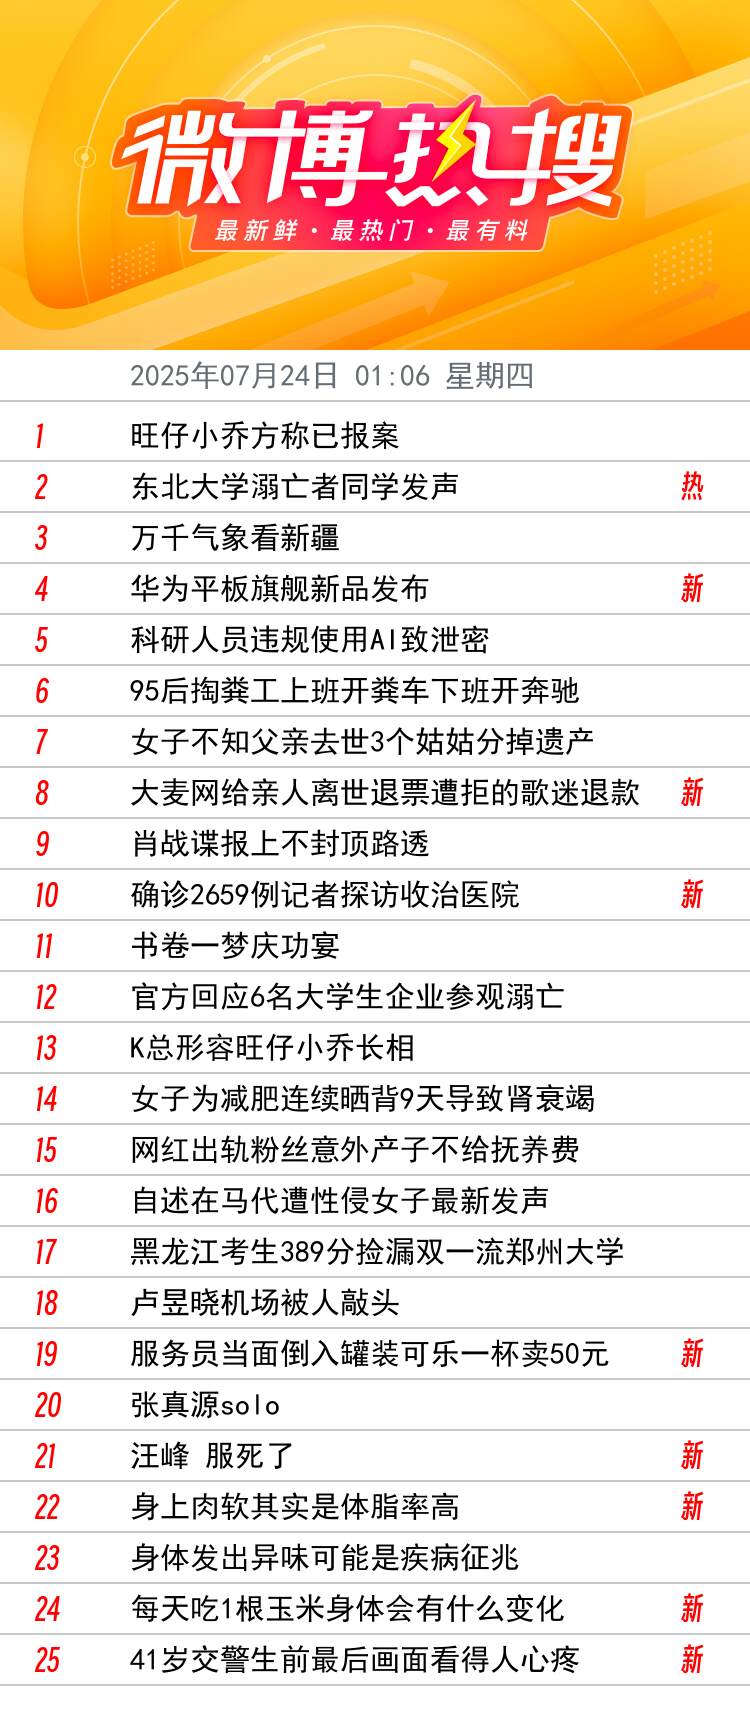 微博热搜
最新鲜·最热门·最有料
2025年07月24日 01:06 星期四
1 旺仔小乔方称已报案
2 东北大学溺亡者同学发声 热
3 万千气象看新疆
4 华为平板旗舰新品发布 新
5 科研人员违规使用AI致泄密
6 95后掏粪工上班开粪车下班开奔驰
7 女子不知父亲去世3个姑姑分掉遗产
8 大麦网给亲人离世退票遭拒的歌迷退款 新
9 肖战谍报上不封顶路透
10 确诊2659例记者探访收治医院 新
11 书卷一梦庆功宴
12 官方回应6名大学生企业参观溺亡
13 K总形容旺仔小乔长相
14 女子为减肥连续晒背9天导致肾衰竭
15 网红出轨粉丝意外产子不给抚养费
16 自述在马代遭性侵女子最新发声
17 黑龙江考生389分捡漏双一流郑州大学
18 卢昱晓机场被人敲头
19 服务员当面倒入罐装可乐一杯卖50元 新
20 张真源solo
21 汪峰 服死了 新
22 身上肉软其实是体脂率高 新
23 身体发出异味可能是疾病征兆
24 每天吃1根玉米身体会有什么变化 新
25 41岁交警生前最后画面看得人心疼 新